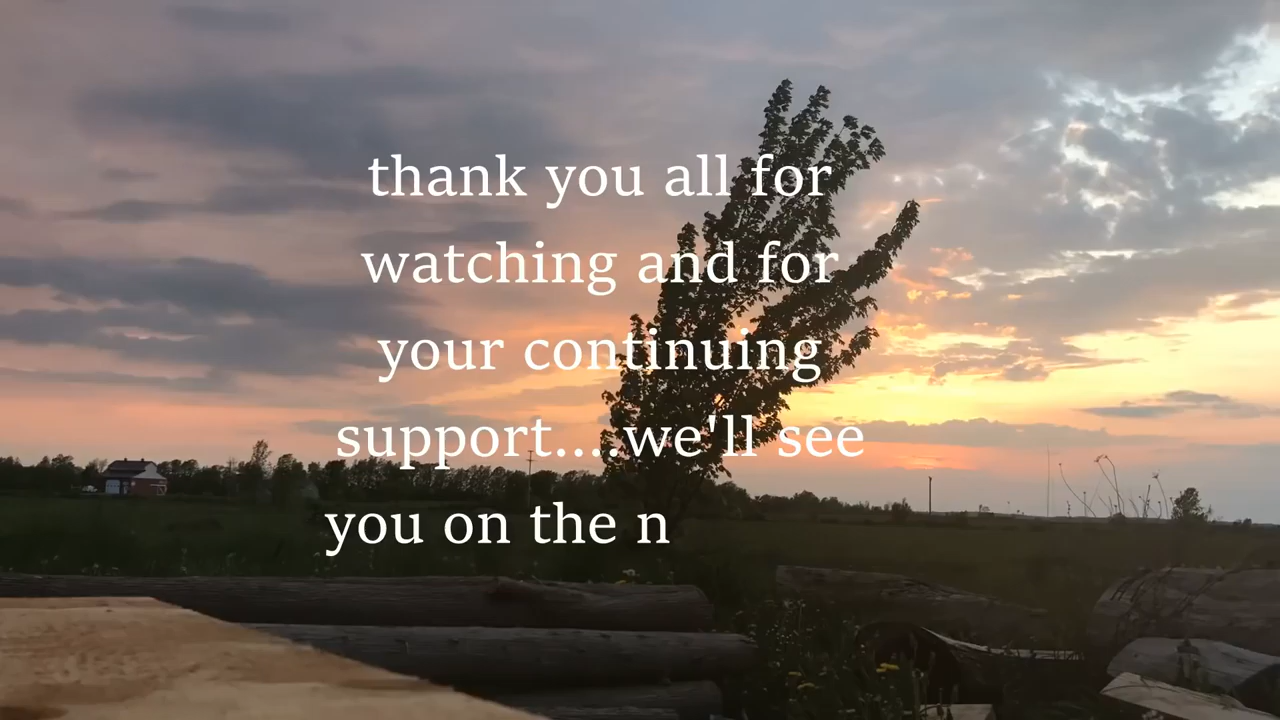 thank you all for
watching and for
your continuing
support....we'll see
you on the n